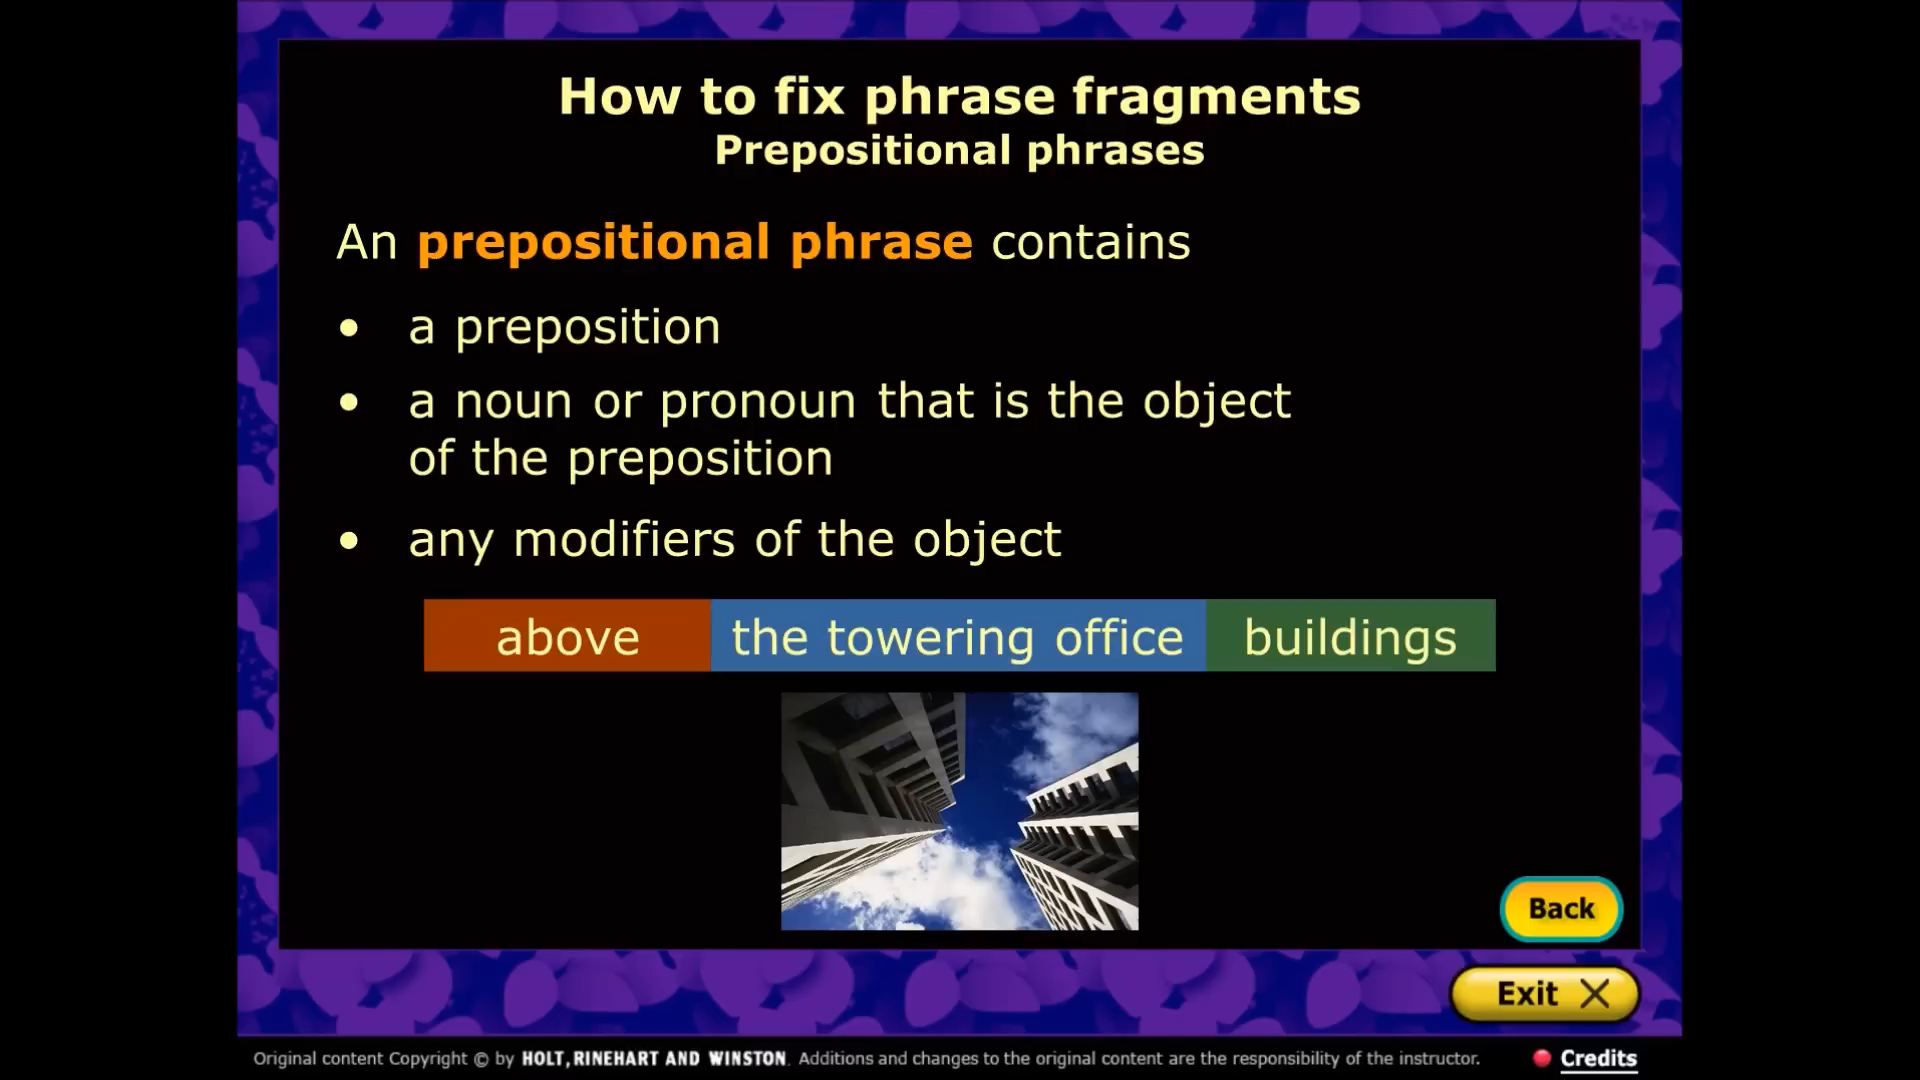 How to fix phrase fragments
Prepositional phrases
An prepositional phrase contains
• a preposition
• a noun or pronoun that is the object
of the preposition
• any modifiers of the object
above the towering office buildings
Back
Exit X
Original content Copyright © by HOLT, RINEHART AND WINSTON. Additions and changes to the original content are the responsibility of the instructor. Credits